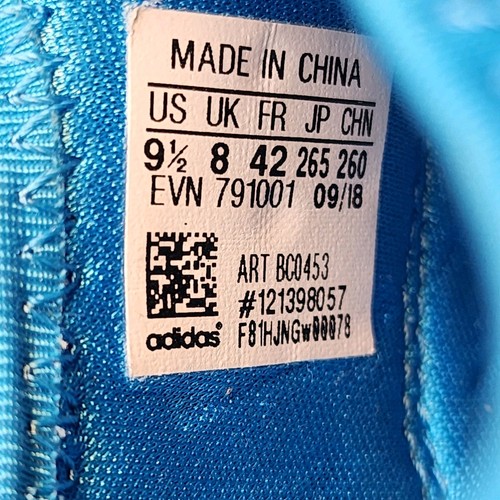 MADE IN CHINA
US UK FR JP CHN
9½ 8 42 265 260
EVN 791001 09/18
ART BC0453
#121398057
adidas® F81HJNGW00078